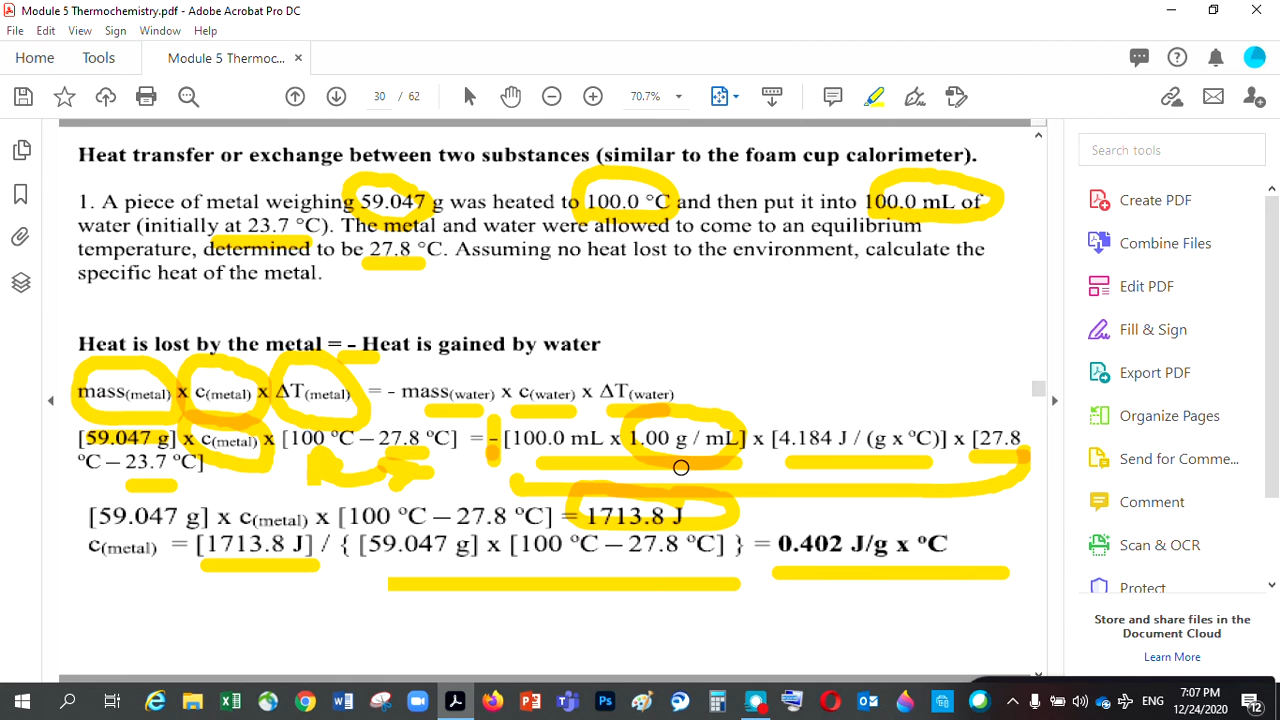 Module 5 Thermochemistry.pdf - Adobe Acrobat Pro DC
File Edit View Sign Window Help
Home Tools Module 5 Thermoc... ×
30 / 62 70.7%
Heat transfer or exchange between two substances (similar to the foam cup calorimeter).
1. A piece of metal weighing 59.047 g was heated to 100.0 °C and then put it into 100.0 mL of
water (initially at 23.7 °C). The metal and water were allowed to come to an equilibrium
temperature, determined to be 27.8 °C. Assuming no heat lost to the environment, calculate the
specific heat of the metal.
Heat is lost by the metal = - Heat is gained by water
mass(metal) x c(metal) x ΔT(metal) = - mass(water) x c(water) x ΔT(water)
[59.047 g] x c(metal) x [100 °C – 27.8 °C] = - [100.0 mL x 1.00 g / mL] x [4.184 J / (g x °C)] x [27.8
°C – 23.7 °C]
[59.047 g] x c(metal) x [100 °C – 27.8 °C] = 1713.8 J
c(metal) = [1713.8 J] / { [59.047 g] x [100 °C – 27.8 °C] } = 0.402 J/g x °C
Search tools
Create PDF
Combine Files
Edit PDF
Fill & Sign
Export PDF
Organize Pages
Send for Comme...
Comment
Scan & OCR
Protect
Store and share files in the
Document Cloud
Learn More
ENG
7:07 PM
12/24/2020
12